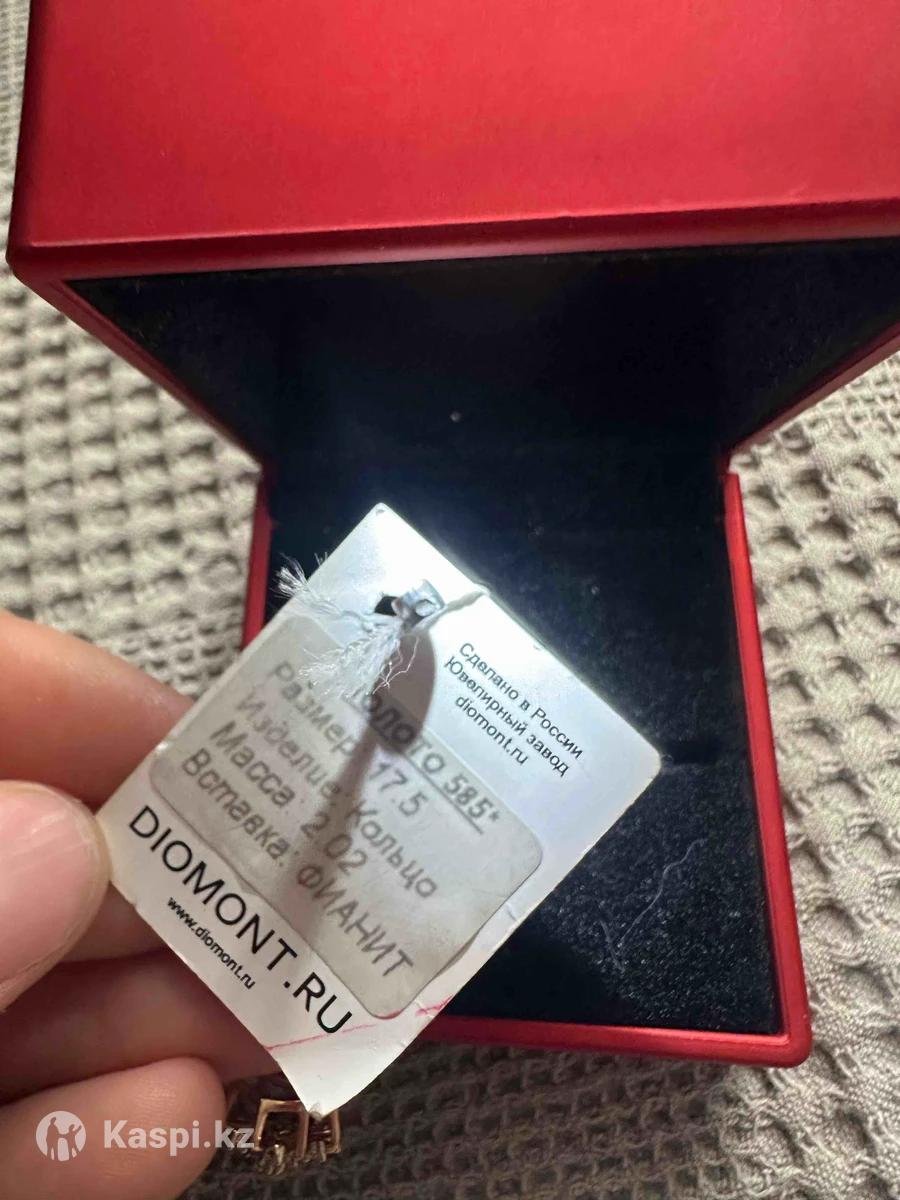 Сделано в России
Ювелирный завод
diomont.ru
Золото 585*
Размер: 17.5
Изделие: Кольцо
Масса: 2.02
Вставка: ФИАНИТ
DIOMONT.RU
www.diomont.ru
Kaspi.kz